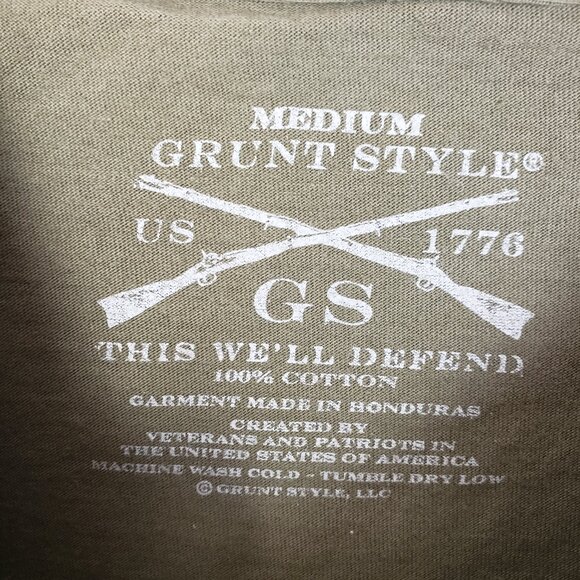 MEDIUM
GRUNT STYLE®
US 1776
GS
THIS WE'LL DEFEND
100% COTTON
GARMENT MADE IN HONDURAS
CREATED BY
VETERANS AND PATRIOTS IN
THE UNITED STATES OF AMERICA
MACHINE WASH COLD - TUMBLE DRY LOW
© GRUNT STYLE, LLC